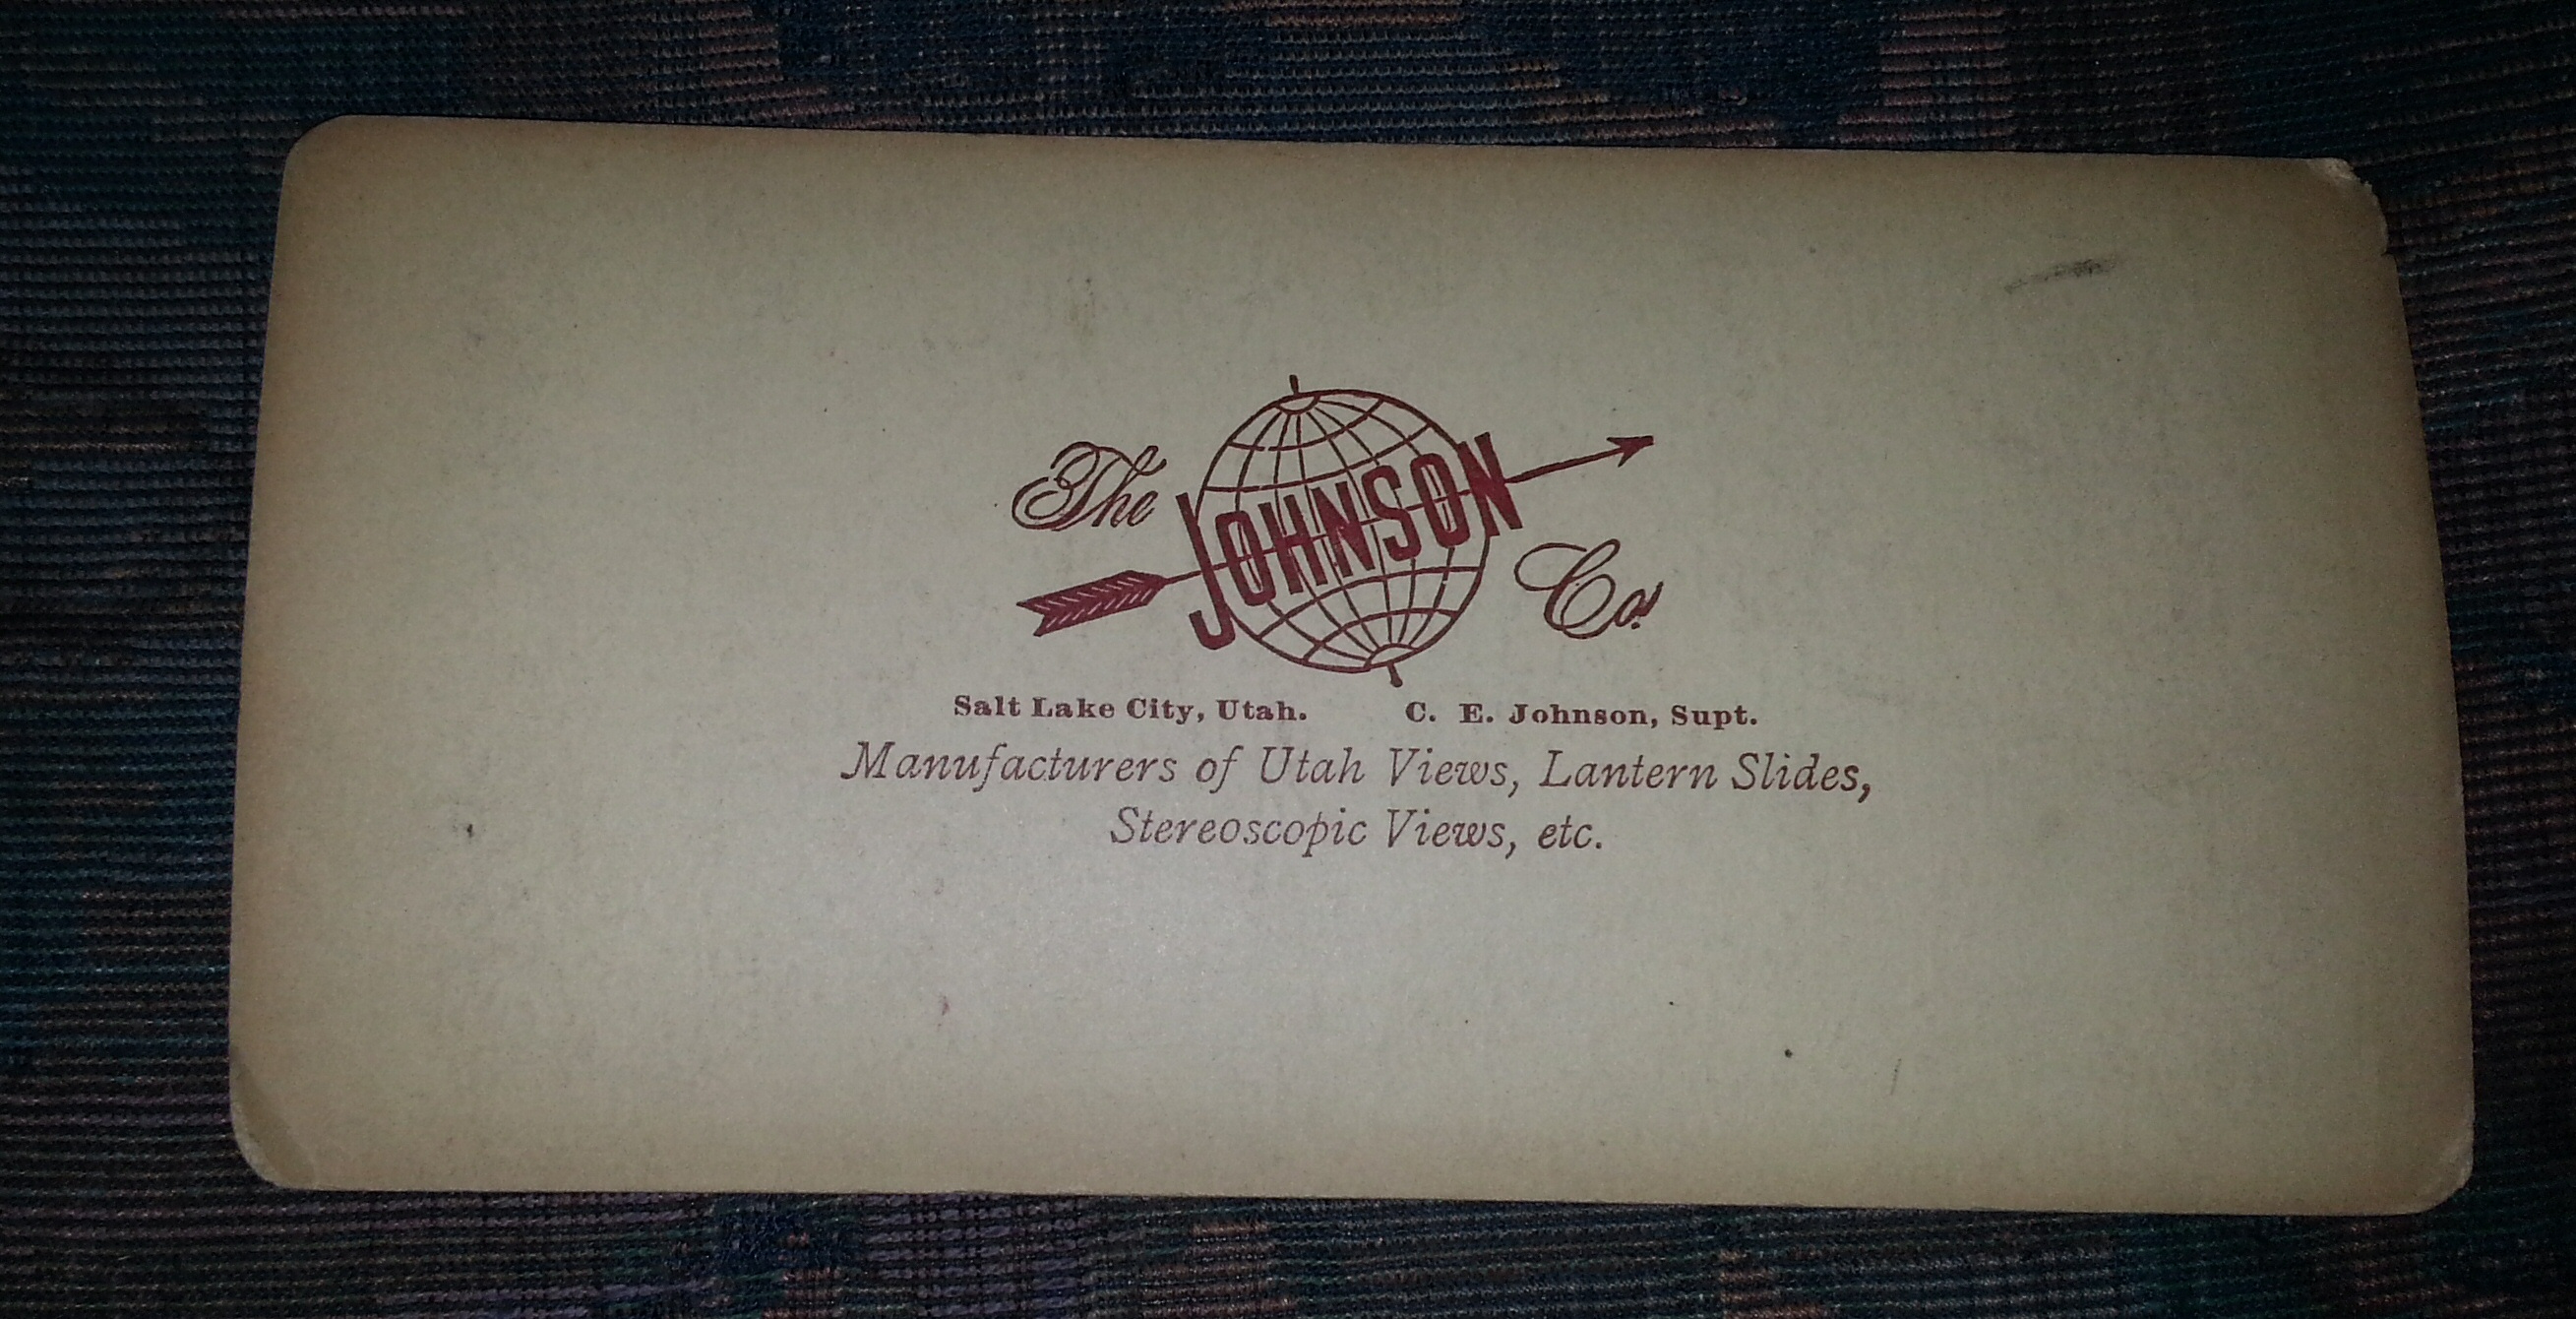 The JOHNSON Co.
Salt Lake City, Utah. C. E. Johnson, Supt.
Manufacturers of Utah Views, Lantern Slides,
Stereoscopic Views, etc.